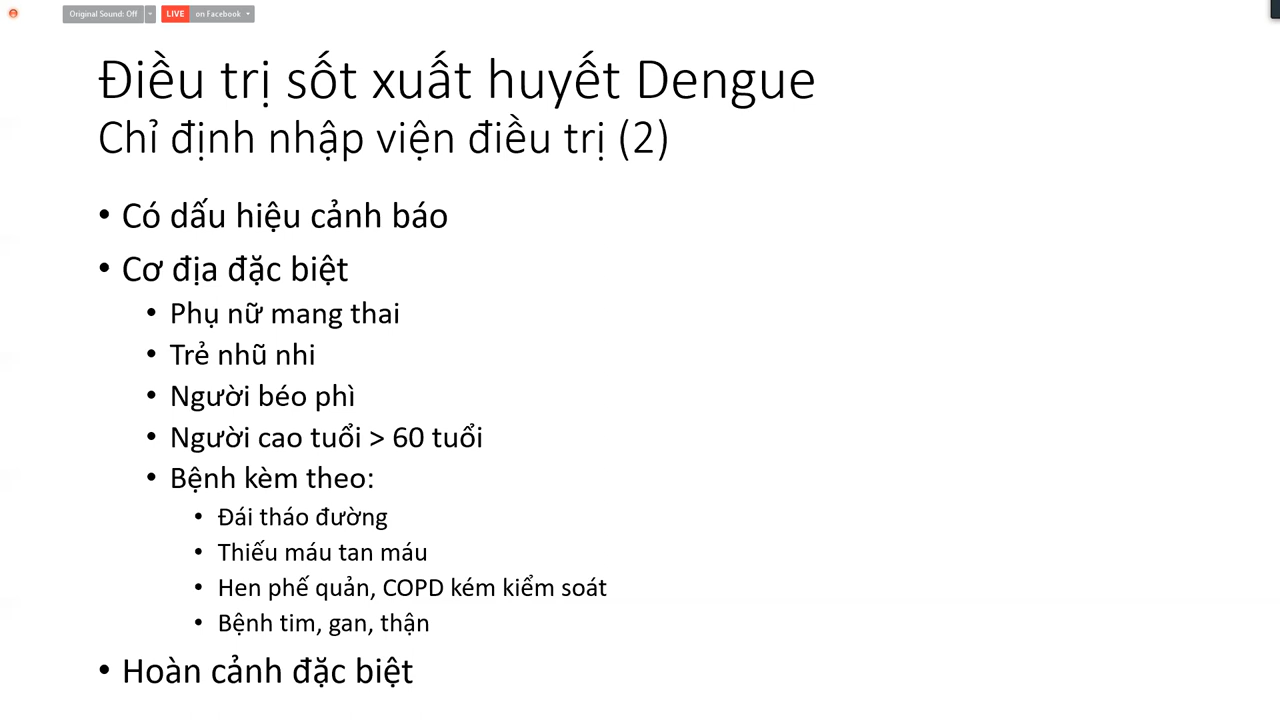 Original Sound: Off
LIVE on Facebook
Điều trị sốt xuất huyết Dengue
Chỉ định nhập viện điều trị (2)
• Có dấu hiệu cảnh báo
• Cơ địa đặc biệt
• Phụ nữ mang thai
• Trẻ nhũ nhi
• Người béo phì
• Người cao tuổi > 60 tuổi
• Bệnh kèm theo:
• Đái tháo đường
• Thiếu máu tan máu
• Hen phế quản, COPD kém kiểm soát
• Bệnh tim, gan, thận
• Hoàn cảnh đặc biệt